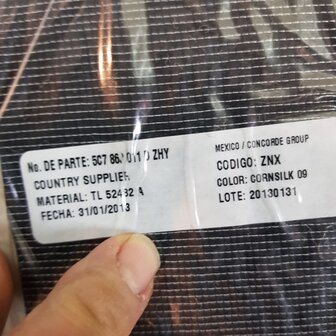 No. DE PARTE: 5C7 86 011 D ZHY
COUNTRY SUPPLIER
MATERIAL: TL 52432 A
FECHA: 31/01/2013
MEXICO / CONCORDE GROUP
CODIGO: ZNX
COLOR: CORNSILK 09
LOTE: 20130131